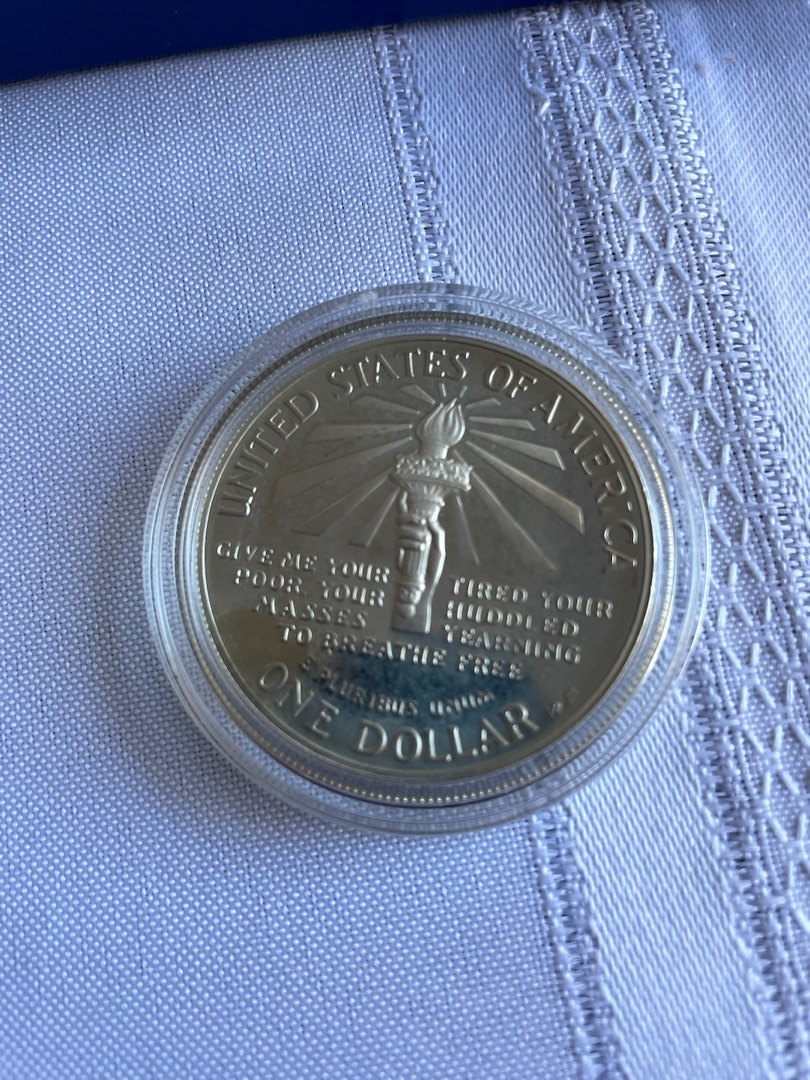 UNITED STATES OF AMERICA
GIVE ME YOUR TIRED YOUR
POOR, YOUR HUDDLED
MASSES YEARNING
TO BREATHE FREE
E PLURIBUS UNUM
ONE DOLLAR